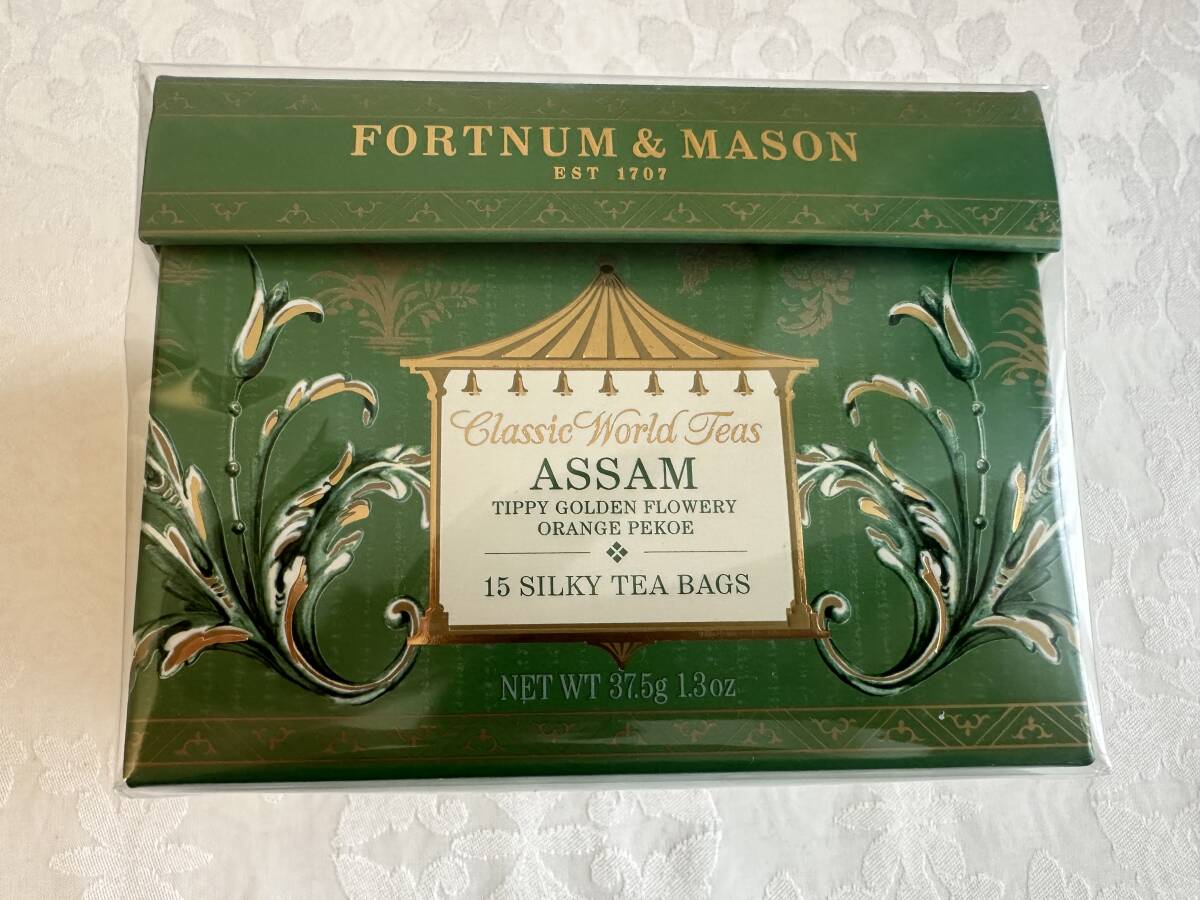 FORTNUM & MASON
EST 1707
Classic World Teas
ASSAM
TIPPY GOLDEN FLOWERY
ORANGE PEKOE
15 SILKY TEA BAGS
NET WT 37.5g 1.3oz